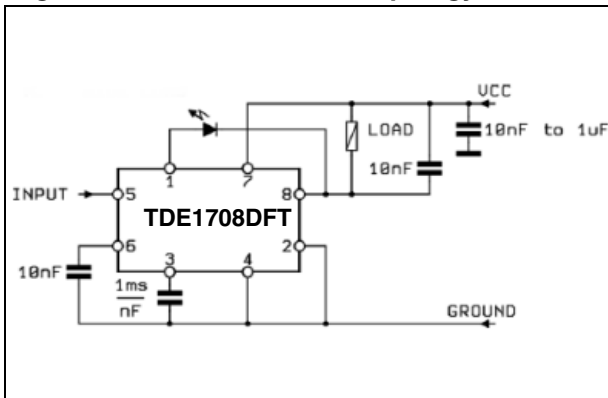 VCC
LOAD
10nF to 1uF
10nF
1
7
INPUT
5
8
TDE1708DFT
6
2
10nF
3
4
1ms
nF
GROUND